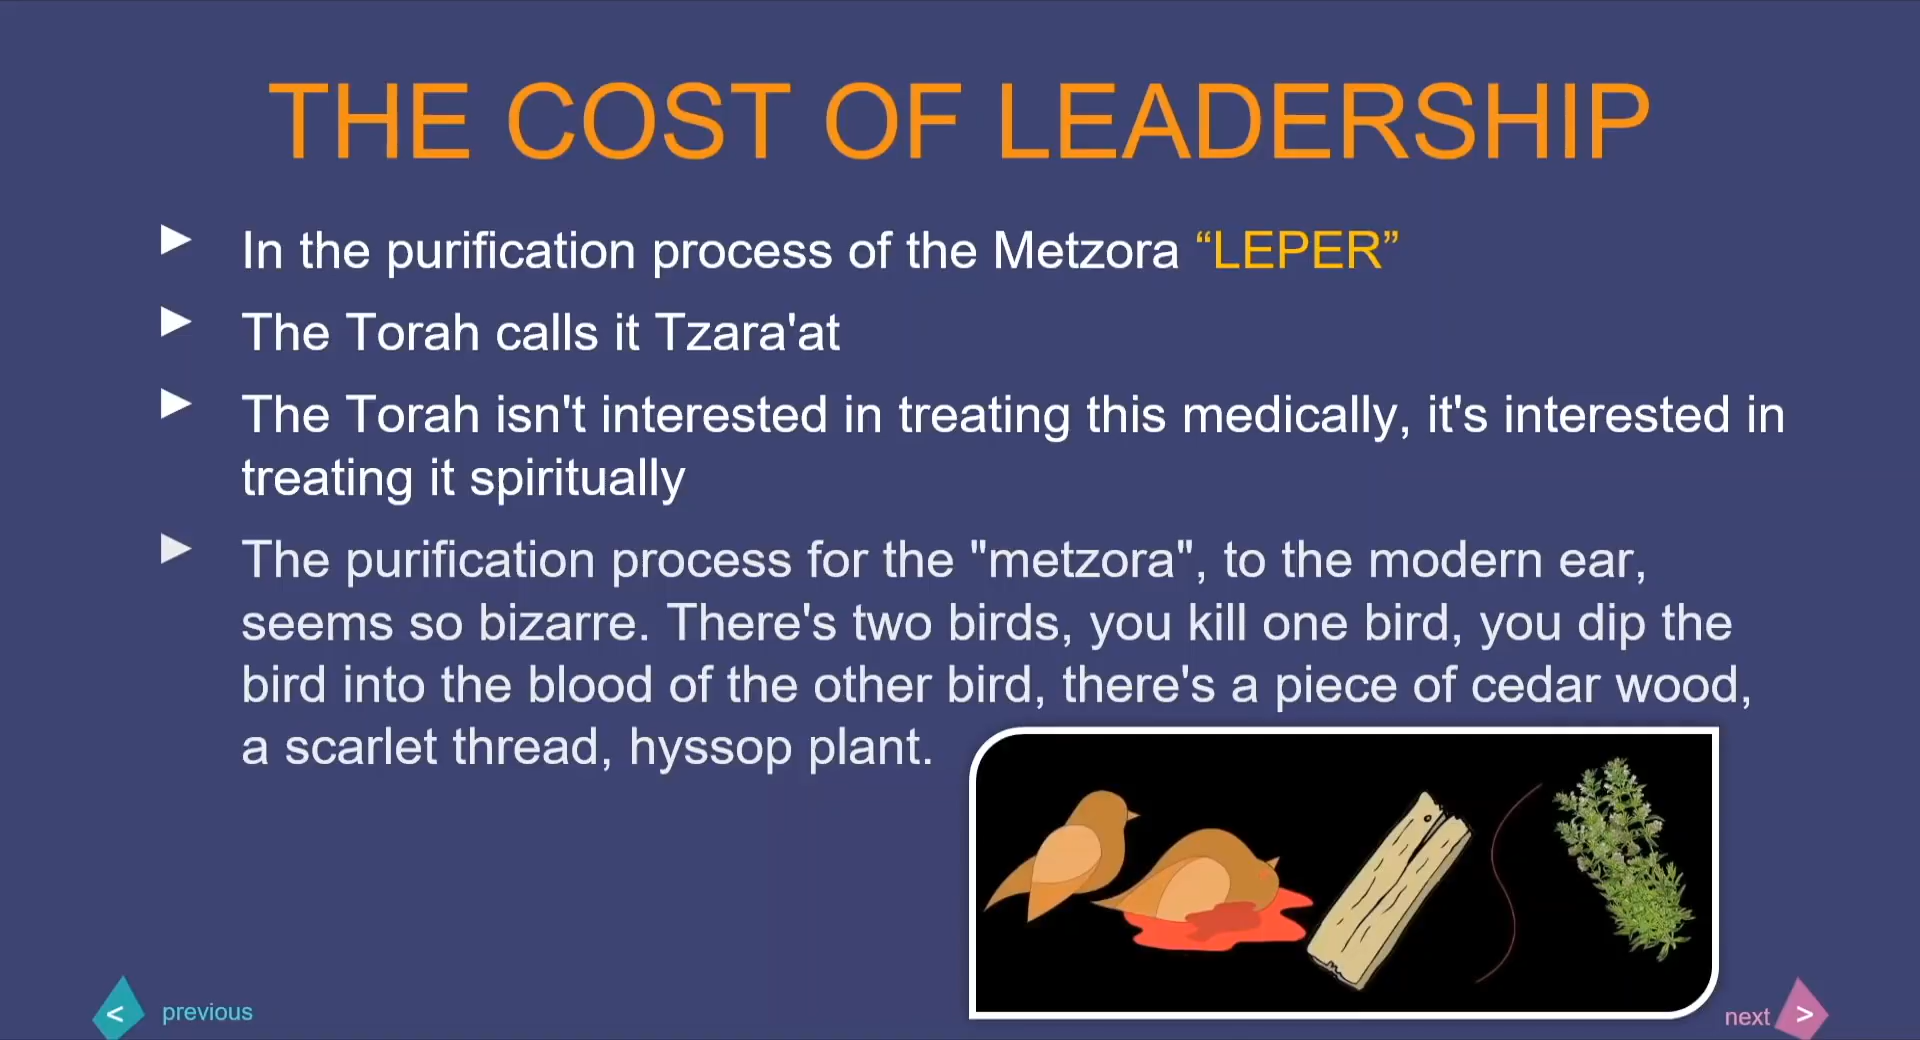 THE COST OF LEADERSHIP
In the purification process of the Metzora “LEPER”
The Torah calls it Tzara'at
The Torah isn't interested in treating this medically, it's interested in
treating it spiritually
The purification process for the "metzora", to the modern ear,
seems so bizarre. There's two birds, you kill one bird, you dip the
bird into the blood of the other bird, there's a piece of cedar wood,
a scarlet thread, hyssop plant.
< previous
next >